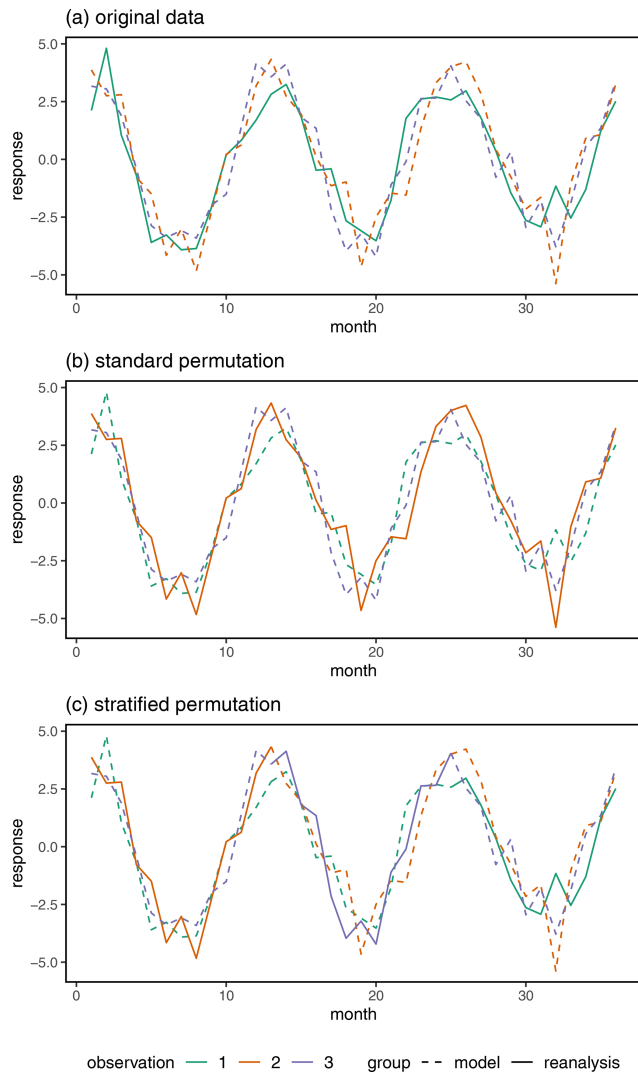 (a) original data
5.0
2.5
0.0
−2.5
−5.0
response
0 10 20 30
month
(b) standard permutation
5.0
2.5
0.0
−2.5
−5.0
response
0 10 20 30
month
(c) stratified permutation
5.0
2.5
0.0
−2.5
−5.0
response
0 10 20 30
month
observation 1 2 3 group model reanalysis